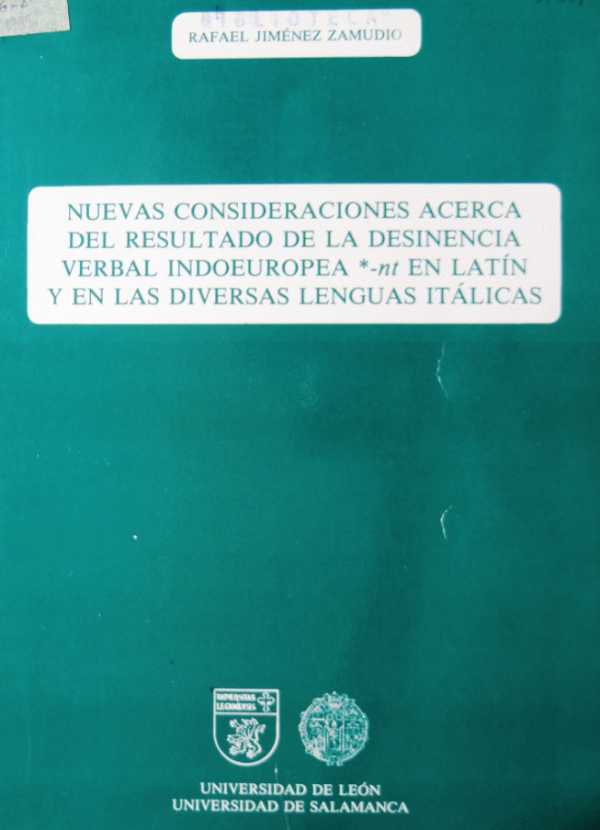 BIBLIOTECA
RAFAEL JIMÉNEZ ZAMUDIO
NUEVAS CONSIDERACIONES ACERCA
DEL RESULTADO DE LA DESINENCIA
VERBAL INDOEUROPEA *-nt EN LATÍN
Y EN LAS DIVERSAS LENGUAS ITÁLICAS
UNIVERSIDAD DE LEÓN
UNIVERSIDAD DE SALAMANCA